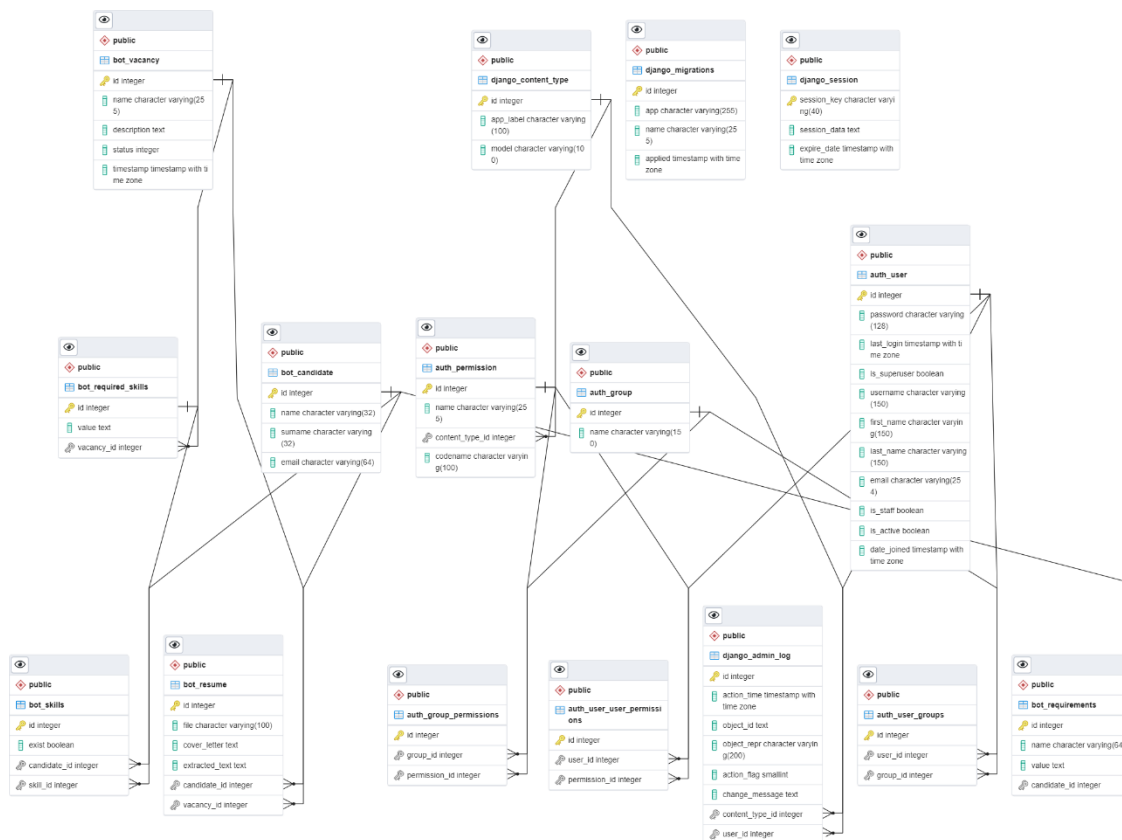 public
bot_vacancy
id integer
name character varying(25
5)
description text
status integer
timestamp timestamp with ti
me zone
public
django_content_type
id integer
app_label character varying
(100)
model character varying(10
0)
public
django_migrations
id integer
app character varying(255)
name character varying(25
5)
applied timestamp with time
zone
public
django_session
session_key character varyi
ng(40)
session_data text
expire_date timestamp with
time zone
public
auth_user
id integer
password character varying
(128)
last_login timestamp with ti
me zone
is_superuser boolean
username character varying
(150)
first_name character varyin
g(150)
last_name character varying
(150)
email character varying(25
4)
is_staff boolean
is_active boolean
date_joined timestamp with
time zone
public
bot_required_skills
id integer
value text
vacancy_id integer
public
bot_candidate
id integer
name character varying(32)
surname character varying
(32)
email character varying(64)
public
auth_permission
id integer
name character varying(25
5)
content_type_id integer
codename character varyin
g(100)
public
auth_group
id integer
name character varying(15
0)
public
bot_skills
id integer
exist boolean
candidate_id integer
skill_id integer
public
bot_resume
id integer
file character varying(100)
cover_letter text
extracted_text text
candidate_id integer
vacancy_id integer
public
auth_group_permissions
id integer
group_id integer
permission_id integer
public
auth_user_user_permissi
ons
id integer
user_id integer
permission_id integer
public
django_admin_log
id integer
action_time timestamp with
time zone
object_id text
object_repr character varyin
g(200)
action_flag smallint
change_message text
content_type_id integer
user_id integer
public
auth_user_groups
id integer
user_id integer
group_id integer
public
bot_requirements
id integer
name character varying(64
value text
candidate_id integer